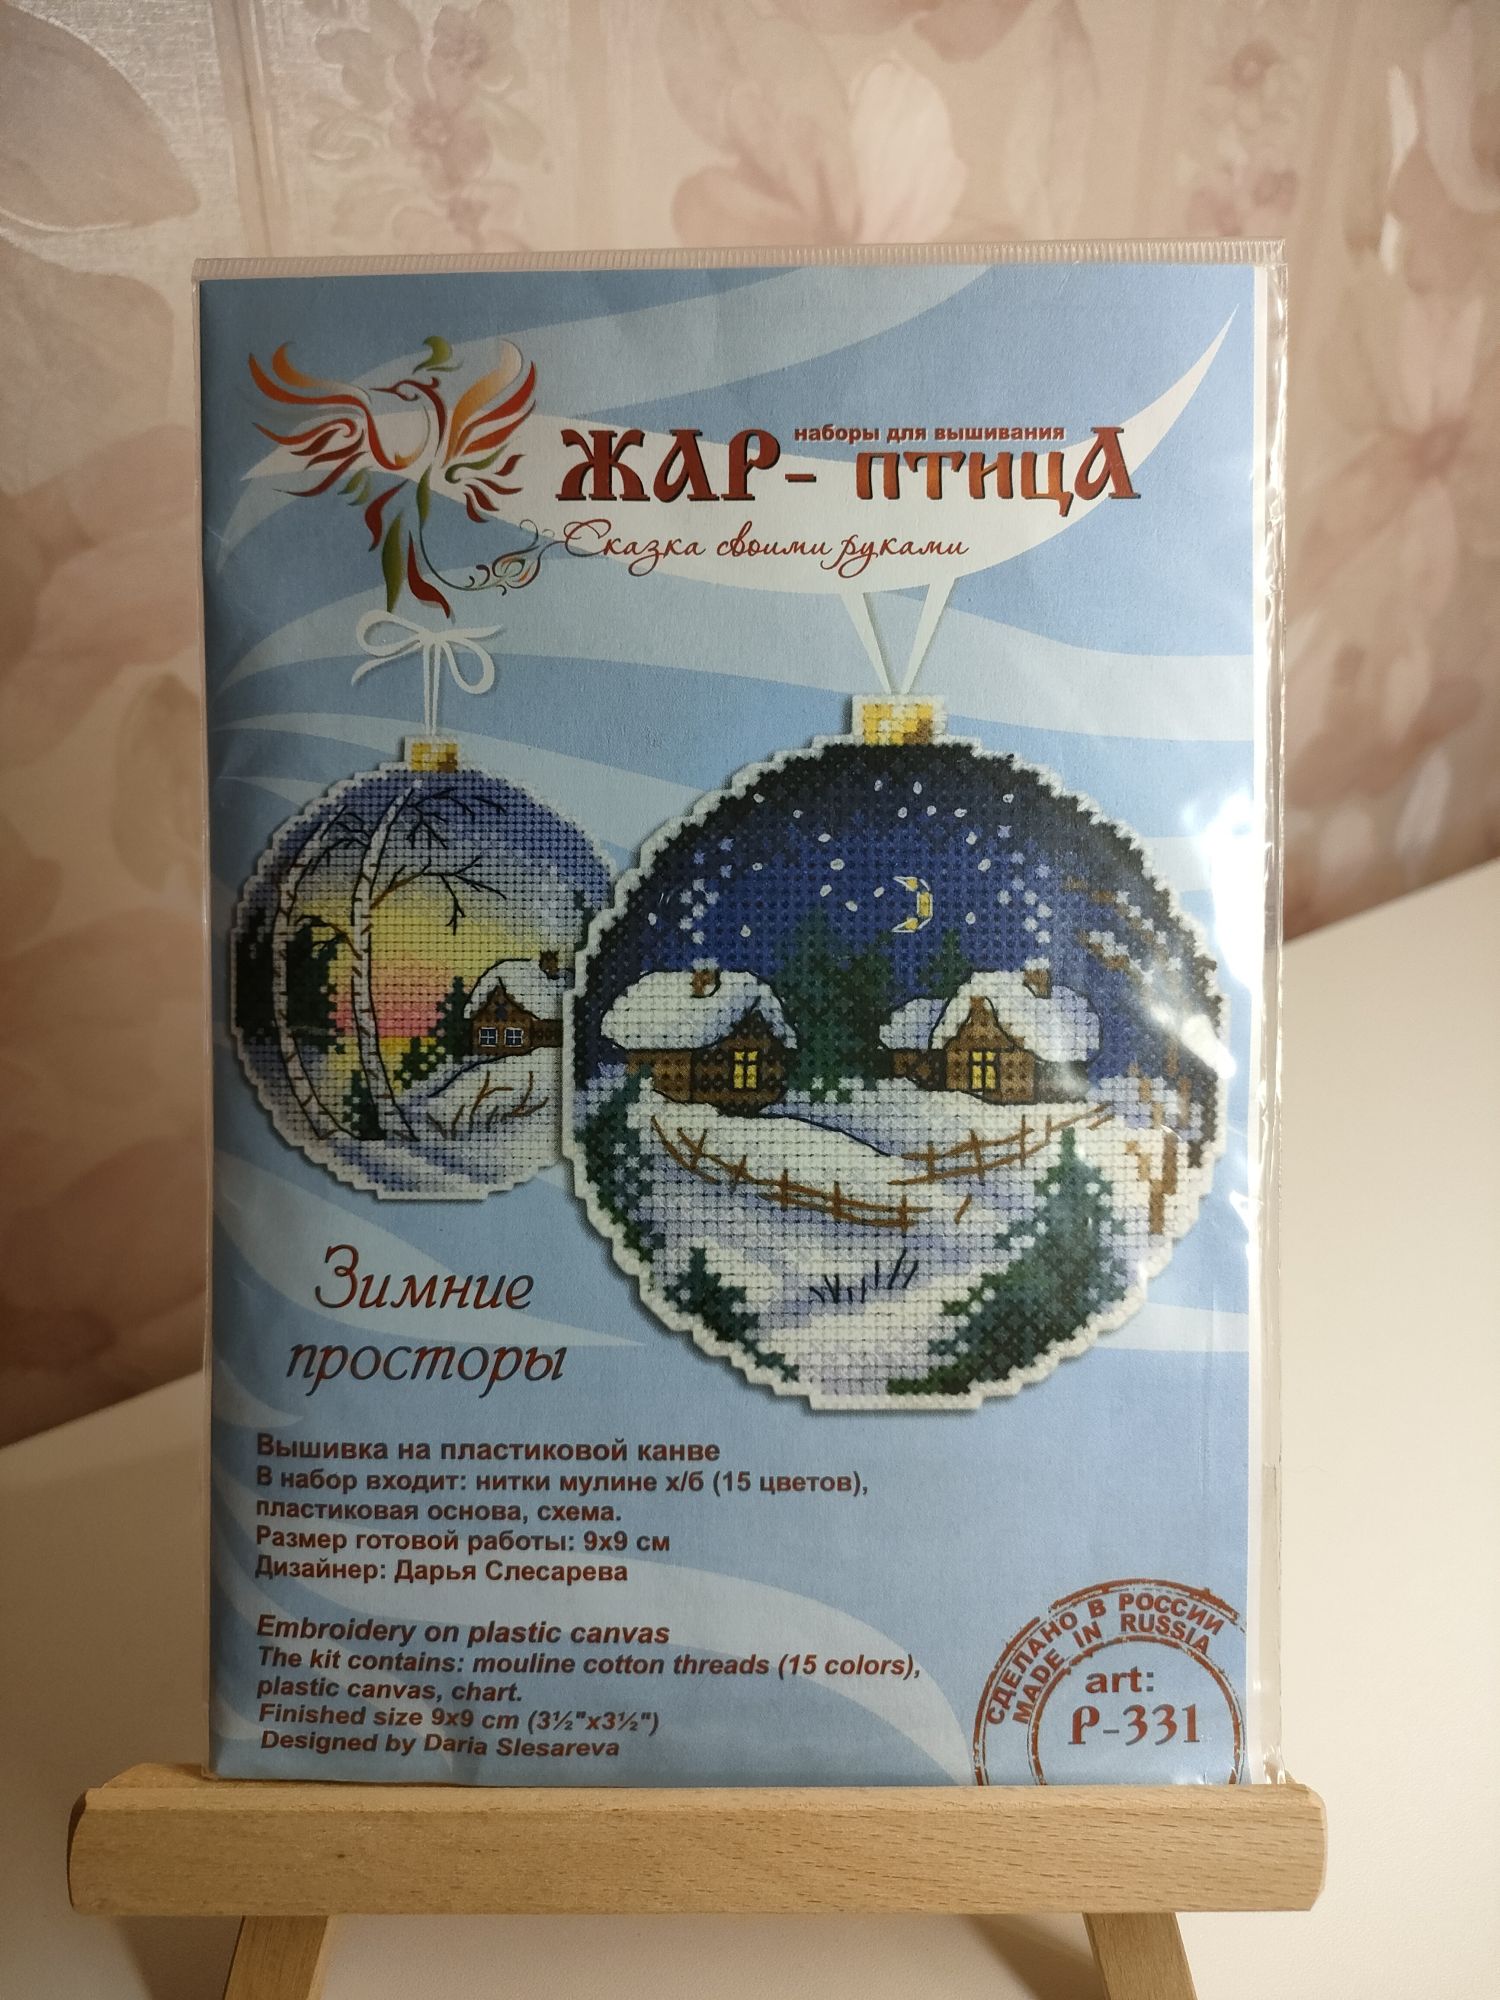 наборы для вышивания
ЖАР-ПТИЦА
Сказка своими руками
Зимние
просторы
Вышивка на пластиковой канве
В набор входит: нитки мулине х/б (15 цветов),
пластиковая основа, схема.
Размер готовой работы: 9х9 см
Дизайнер: Дарья Слесарева
Embroidery on plastic canvas
The kit contains: mouline cotton threads (15 colors),
plastic canvas, chart.
Finished size 9x9 cm (3½"x3½")
Designed by Daria Slesareva
СДЕЛАНО В РОССИИ
MADE IN RUSSIA
art:
Р-331